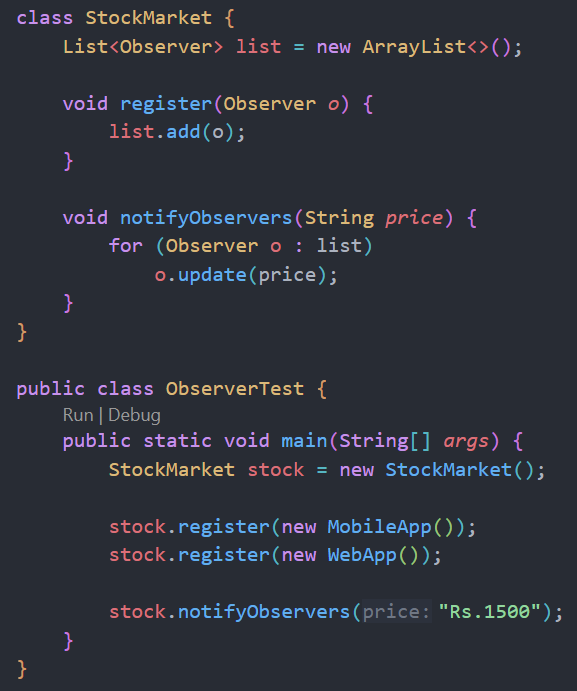 class StockMarket {
    List<Observer> list = new ArrayList<>();

    void register(Observer o) {
        list.add(o);
    }

    void notifyObservers(String price) {
        for (Observer o : list)
            o.update(price);
    }
}

public class ObserverTest {
    Run | Debug
    public static void main(String[] args) {
        StockMarket stock = new StockMarket();

        stock.register(new MobileApp());
        stock.register(new WebApp());

        stock.notifyObservers(price: "Rs.1500");
    }
}